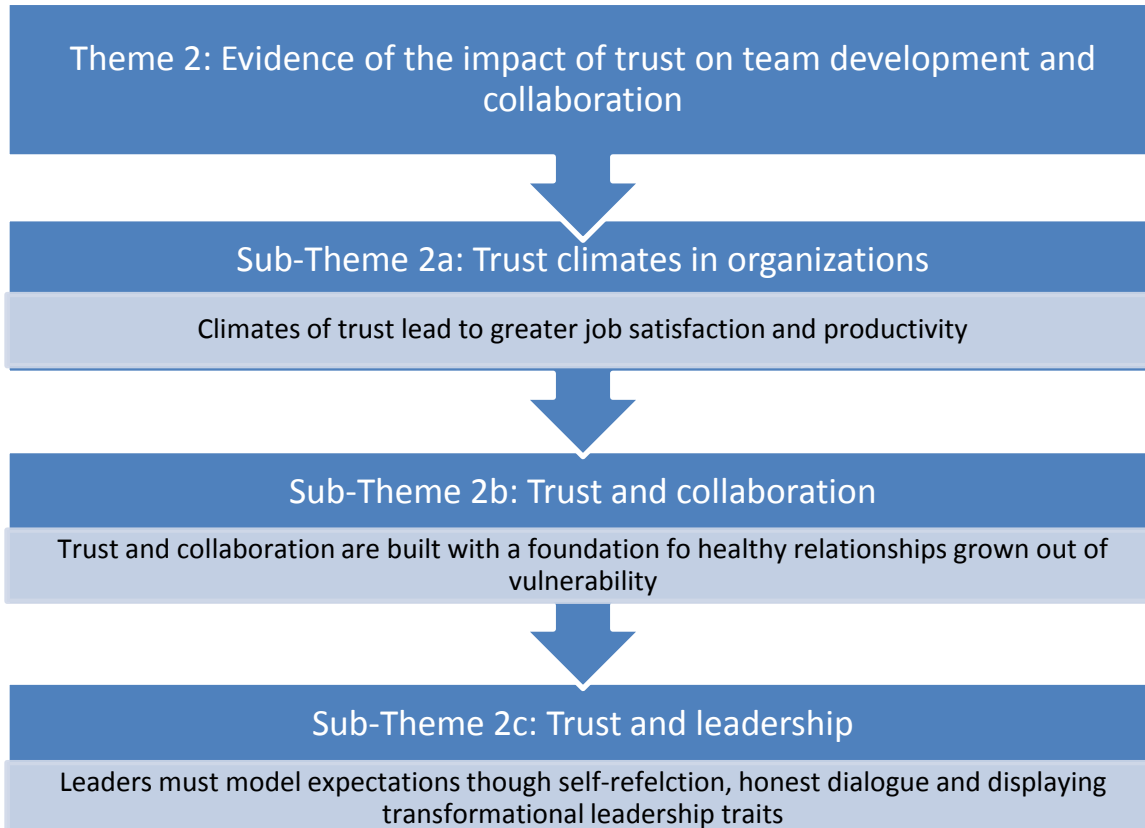 Theme 2: Evidence of the impact of trust on team development and
collaboration
Sub-Theme 2a: Trust climates in organizations
Climates of trust lead to greater job satisfaction and productivity
Sub-Theme 2b: Trust and collaboration
Trust and collaboration are built with a foundation fo healthy relationships grown out of
vulnerability
Sub-Theme 2c: Trust and leadership
Leaders must model expectations though self-refelction, honest dialogue and displaying
transformational leadership traits